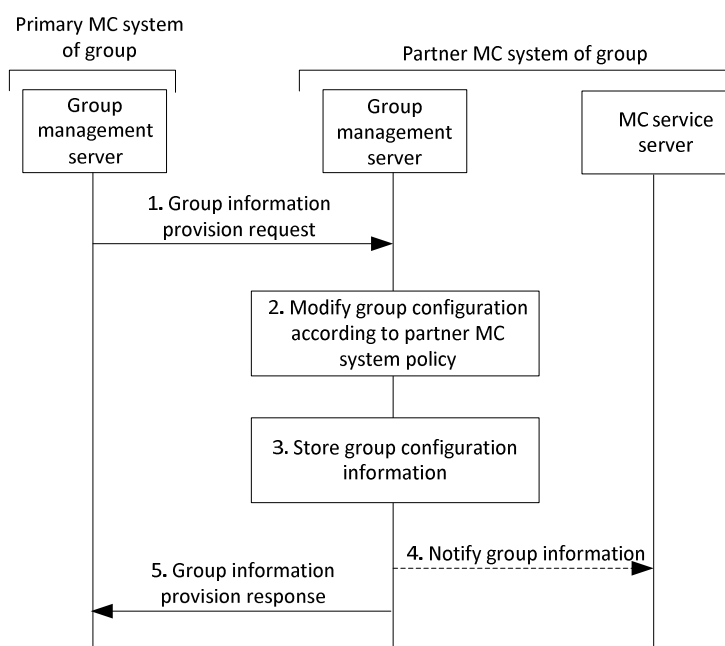 Primary MC system
of group
Partner MC system of group
Group
management
server
Group
management
server
MC service
server
1. Group information
provision request
2. Modify group configuration
according to partner MC
system policy
3. Store group configuration
information
4. Notify group information
5. Group information
provision response